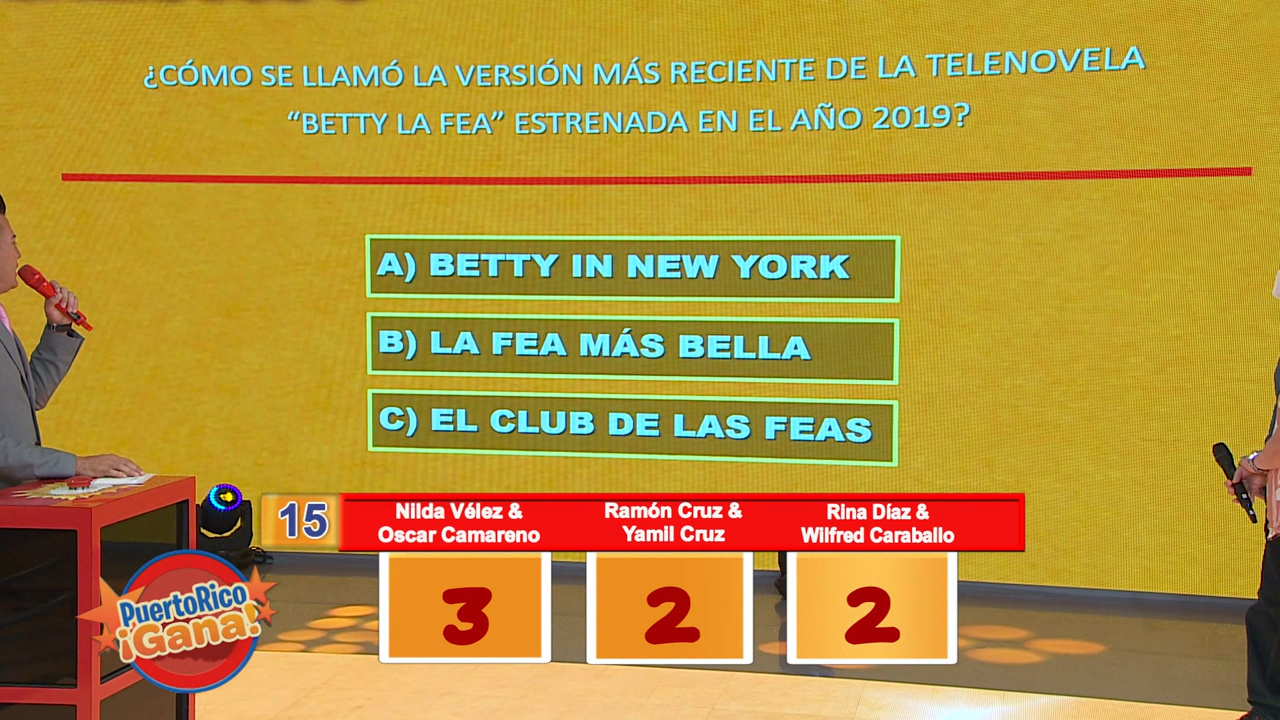 ¿CÓMO SE LLAMÓ LA VERSIÓN MÁS RECIENTE DE LA TELENOVELA
“BETTY LA FEA” ESTRENADA EN EL AÑO 2019?
A) BETTY IN NEW YORK
B) LA FEA MÁS BELLA
C) EL CLUB DE LAS FEAS
15
Nilda Vélez &
Oscar Camareno
Ramón Cruz &
Yamil Cruz
Rina Díaz &
Wilfred Caraballo
3
2
2
PuertoRico
¡Gana!